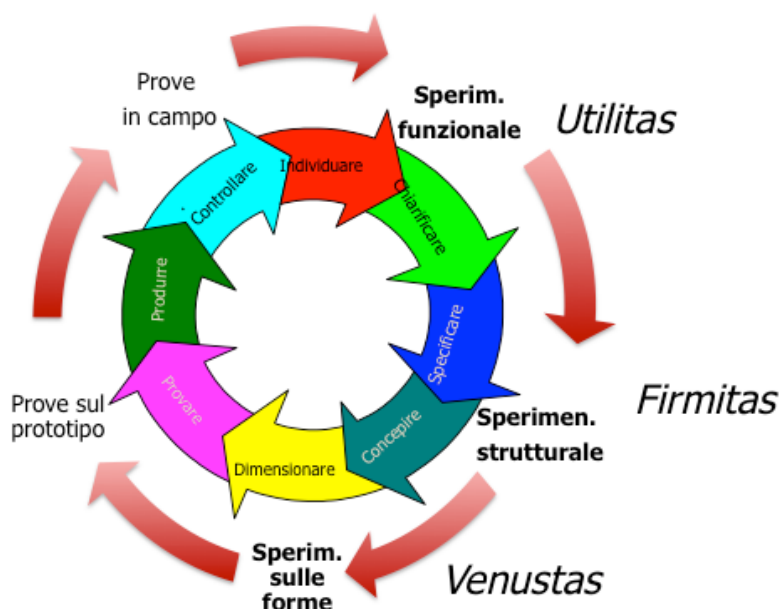 Prove
in campo
Sperim.
funzionale
Utilitas
Individuare
Controllare
Chiarificare
Produrre
Specificare
Firmitas
Prove sul
prototipo
Provare
Concepire
Sperimen.
strutturale
Dimensionare
Sperim.
sulle
forme
Venustas